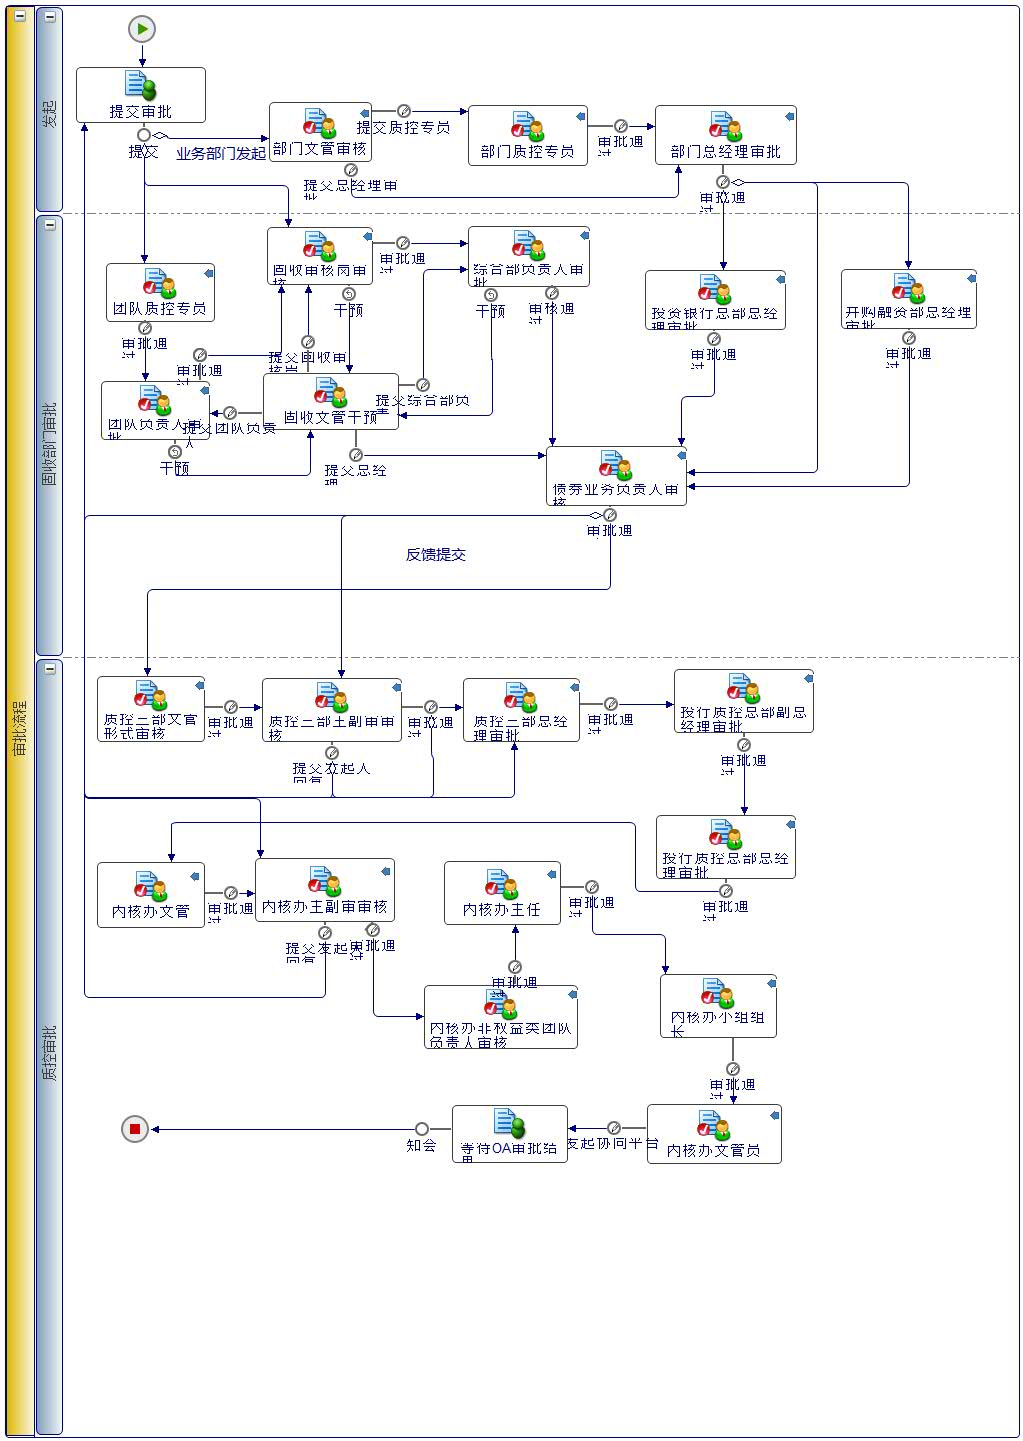 审批流程
发起
提交审批
提交
业务部门发起
部门文管审核
提交质控专员
部门质控专员
审批通过
部门总经理审批
提交总经理审批
审批通过
固收部门审批
固收审核岗审核
审批通过
综合部负责人审批
团队质控专员
干预
干预
审核通过
投资银行总部总经理审批
并购融资部总经理审批
审批通过
审批通过
提交固收审核岗
审批通过
审批通过
团队负责人审批
提交团队负责人
固收文管干预
提交综合部负责
干预
提交总经理
债券业务负责人审核
审批通过
反馈提交
质控审批
质控二部文管形式审核
审批通过
质控二部主副审审核
审批通过
质控二部总经理审批
审批通过
投行质控总部副总经理审批
提交发起人回复
审批通过
投行质控总部总经理审批
审批通过
内核办文管
审批通过
内核办主副审审核
内核办主任
审批通过
提交发起人回复
审批通过
审批通过
内核办非权益类团队负责人审核
内核办小组组长
审批通过
知会
等待OA审批结果
发起协同平台
内核办文管员